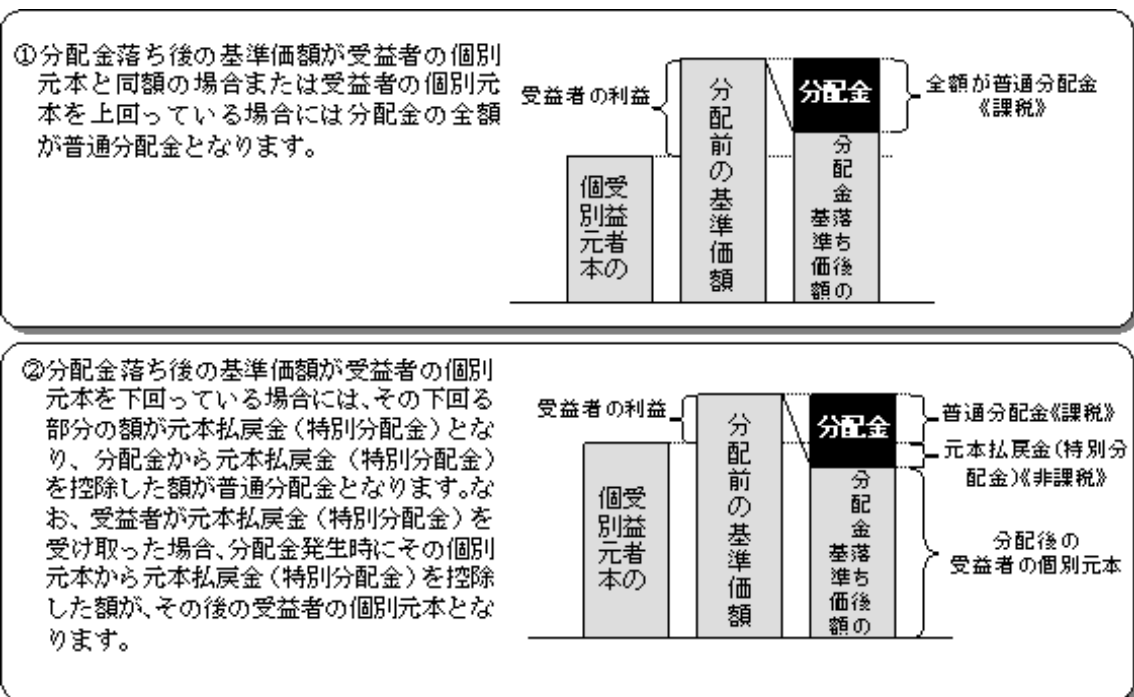 ①分配金落ち後の基準価額が受益者の個別
元本と同額の場合または受益者の個別元
本を上回っている場合には分配金の全額
が普通分配金となります。
受益者の利益
受益者の
個別元本
分配前の基準価額
分配金
分配金落ち後の
基準価額
全額が普通分配金
《課税》
②分配金落ち後の基準価額が受益者の個別
元本を下回っている場合には、その下回る
部分の額が元本払戻金(特別分配金)とな
り、分配金から元本払戻金(特別分配金)
を控除した額が普通分配金となります。な
お、受益者が元本払戻金(特別分配金)を
受け取った場合、分配金発生時にその個別
元本から元本払戻金(特別分配金)を控除
した額が、その後の受益者の個別元本とな
ります。
受益者の利益
受益者の
個別元本
分配前の基準価額
分配金
分配金落ち後の
基準価額
普通分配金《課税》
元本払戻金(特別分
配金)《非課税》
分配後の
受益者の個別元本